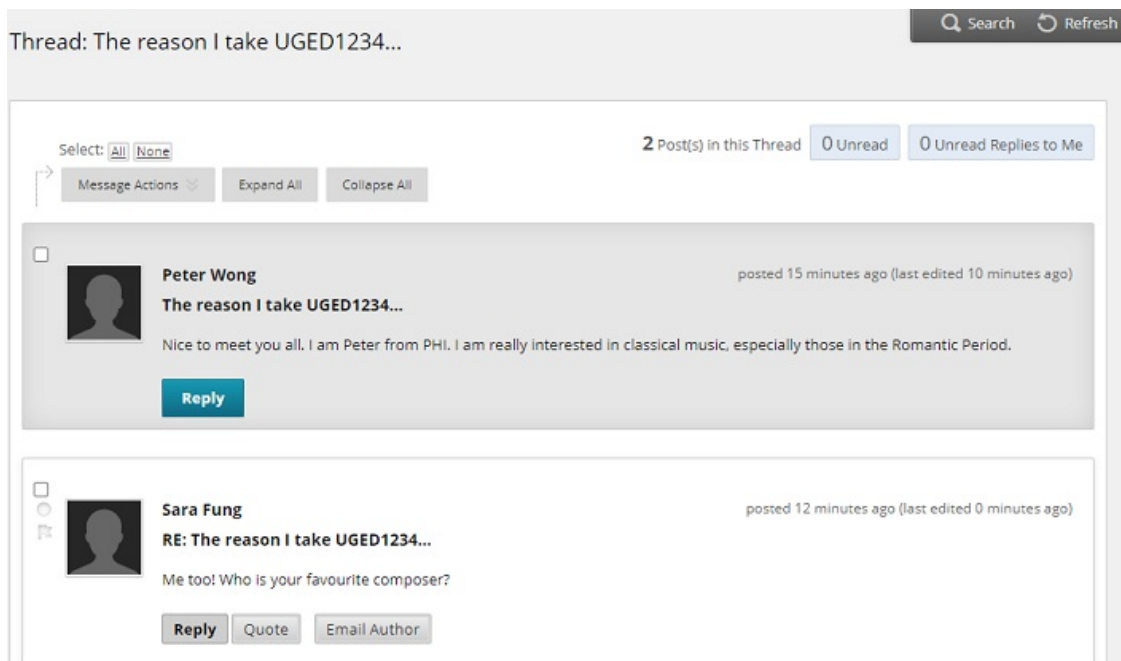 Search Refresh
Thread: The reason I take UGED1234...
Select: All None
2 Post(s) in this Thread 0 Unread 0 Unread Replies to Me
Message Actions Expand All Collapse All
Peter Wong posted 15 minutes ago (last edited 10 minutes ago)
The reason I take UGED1234...
Nice to meet you all. I am Peter from PHI. I am really interested in classical music, especially those in the Romantic Period.
Reply
Sara Fung posted 12 minutes ago (last edited 0 minutes ago)
RE: The reason I take UGED1234...
Me too! Who is your favourite composer?
Reply Quote Email Author